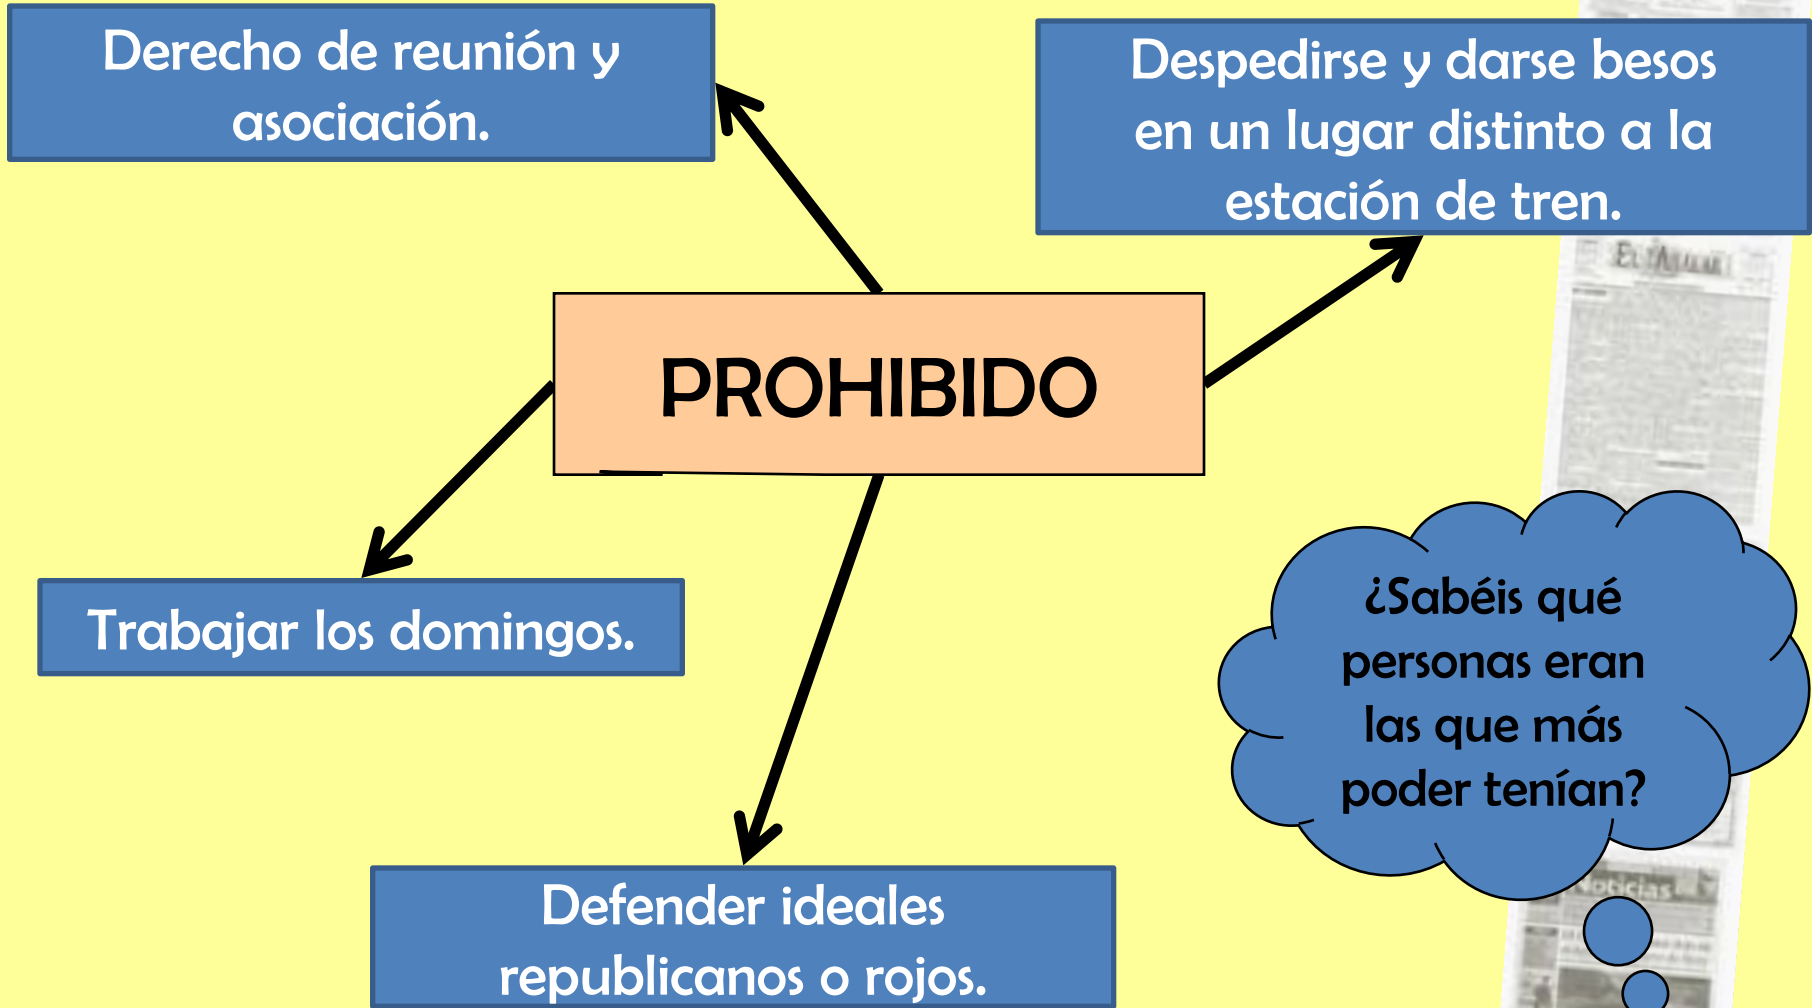 Derecho de reunión y
asociación.
Despedirse y darse besos
en un lugar distinto a la
estación de tren.
PROHIBIDO
Trabajar los domingos.
¿Sabéis qué
personas eran
las que más
poder tenían?
Defender ideales
republicanos o rojos.
Noticias